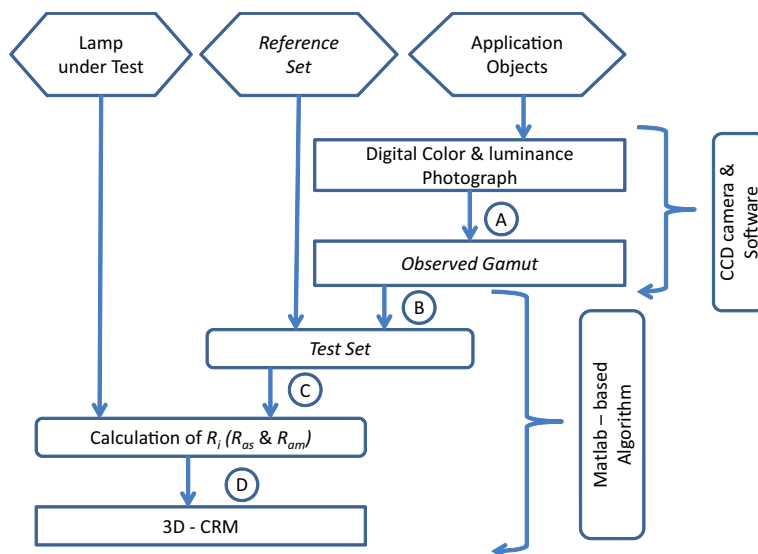 Lamp
under Test
Reference
Set
Application
Objects
Digital Color & luminance
Photograph
A
Observed Gamut
B
Test Set
C
Calculation of Ri (Ras & Ram)
D
3D - CRM
CCD camera &
Software
Matlab – based
Algorithm